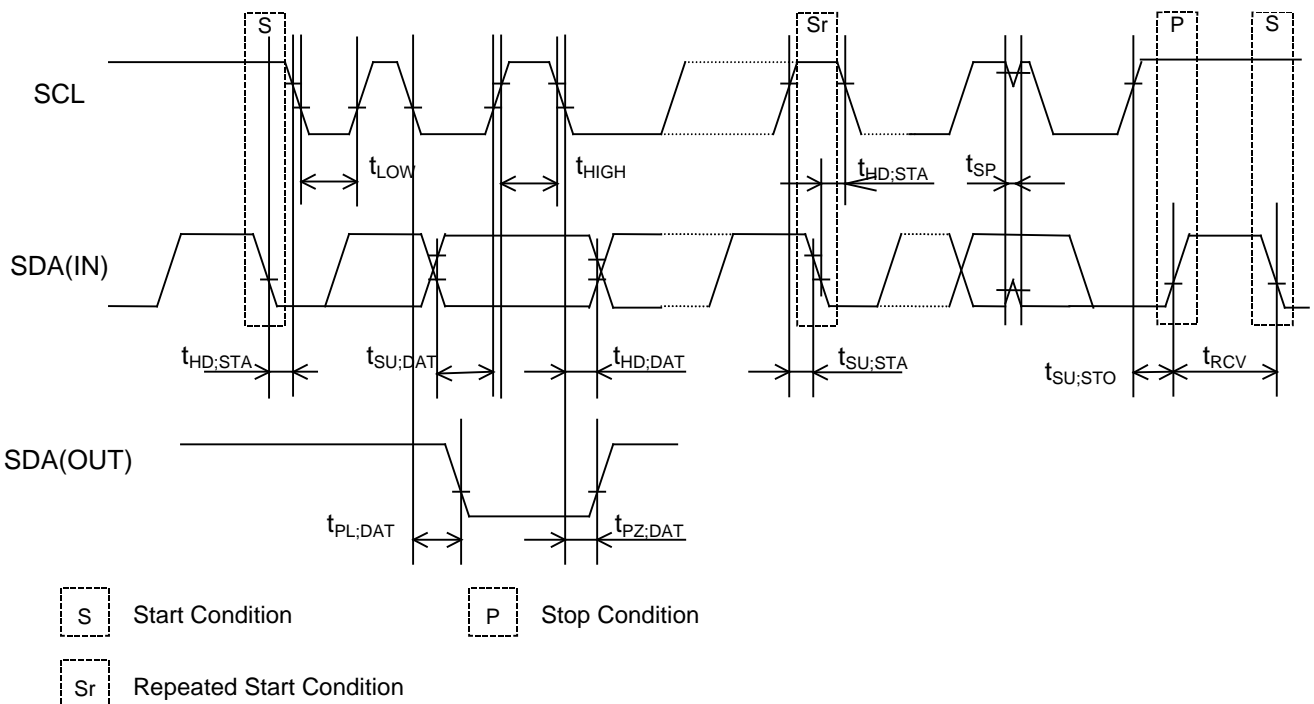 S Sr P S
SCL
tLOW tHIGH tHD;STA tSP
SDA(IN)
tHD;STA tSU;DAT tHD;DAT tSU;STA tSU;STO tRCV
SDA(OUT)
tPL;DAT tPZ;DAT
S Start Condition P Stop Condition
Sr Repeated Start Condition